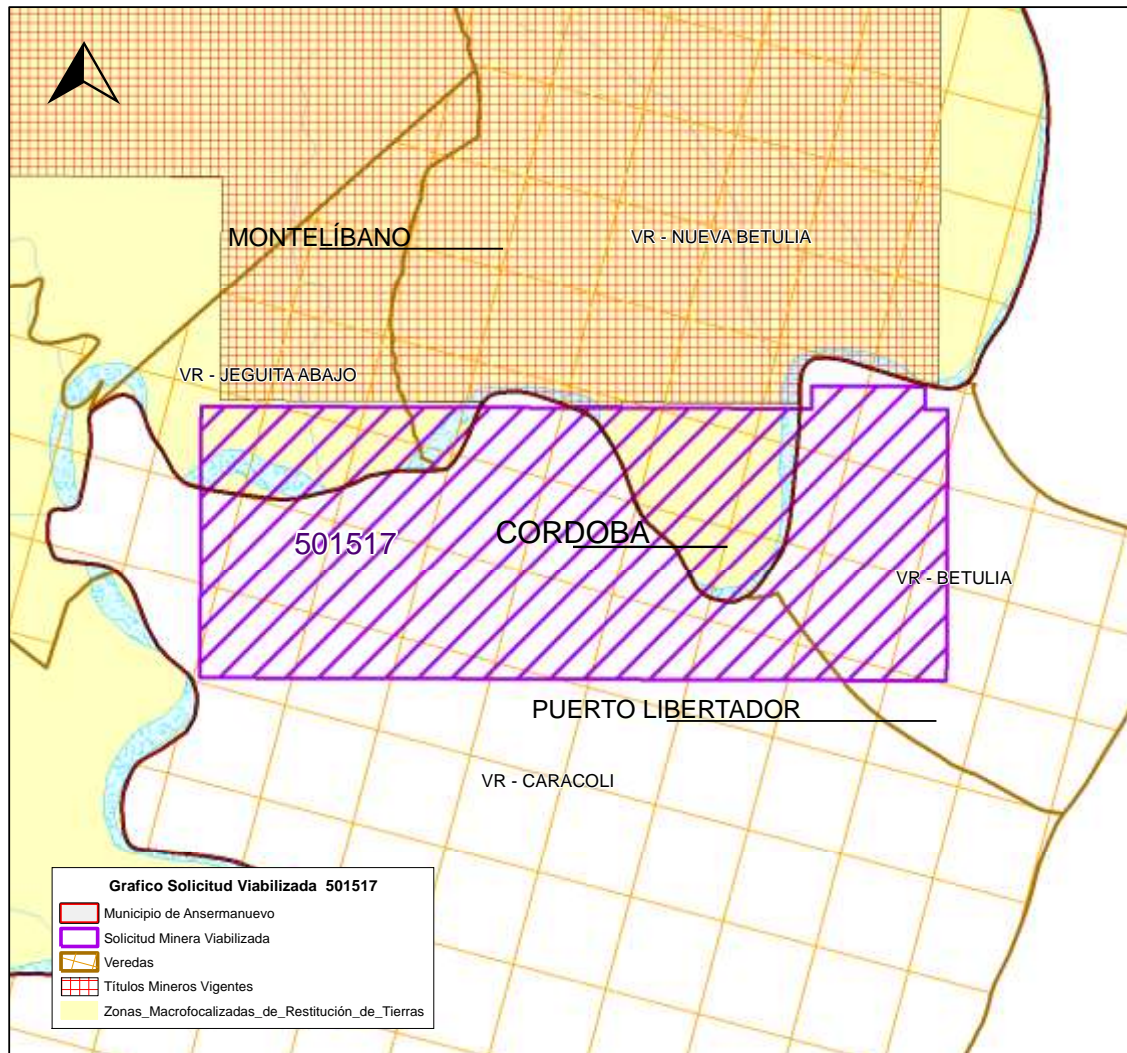 MONTELÍBANO
VR - NUEVA BETULIA
VR - JEGUITA ABAJO
501517
CORDOBA
VR - BETULIA
PUERTO LIBERTADOR
VR - CARACOLI
Grafico Solicitud Viabilizada 501517
Municipio de Ansermanuevo
Solicitud Minera Viabilizada
Veredas
Títulos Mineros Vigentes
Zonas_Macrofocalizadas_de_Restitución_de_Tierras